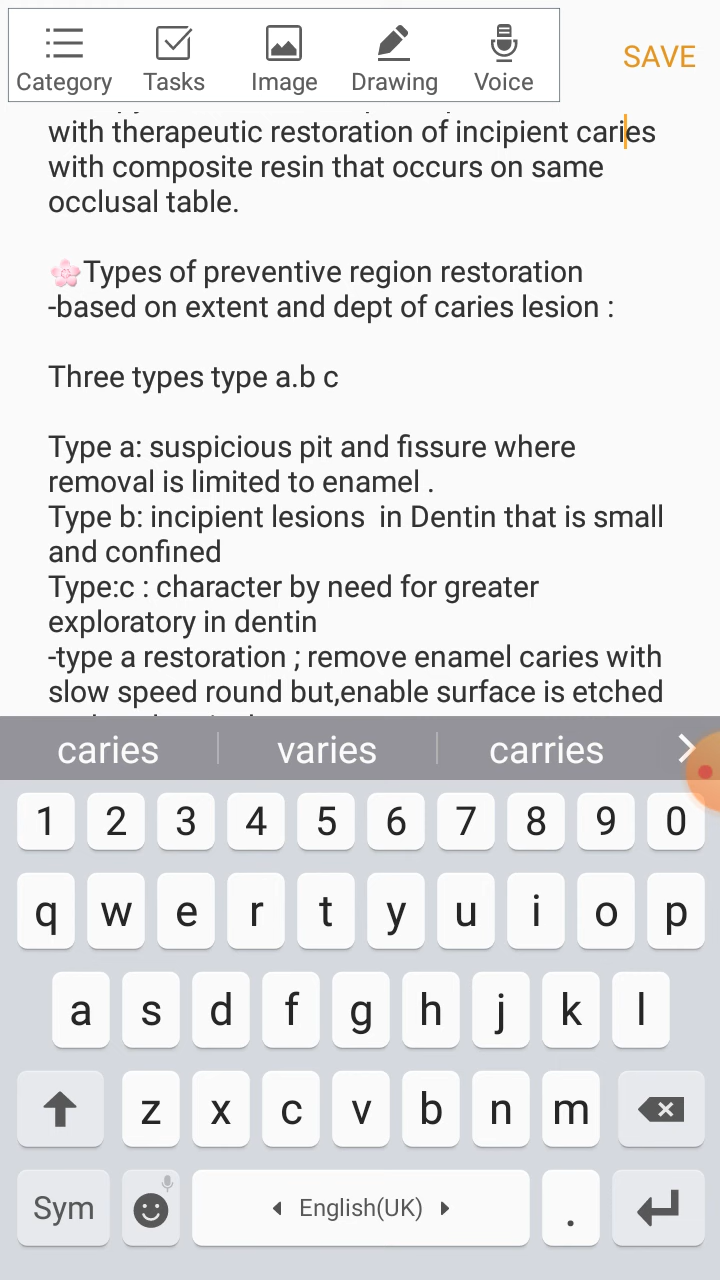 Category Tasks Image Drawing Voice SAVE
with therapeutic restoration of incipient caries
with composite resin that occurs on same
occlusal table.
🌸Types of preventive region restoration
-based on extent and dept of caries lesion :
Three types type a.b c
Type a: suspicious pit and fissure where
removal is limited to enamel .
Type b: incipient lesions  in Dentin that is small
and confined
Type:c : character by need for greater
exploratory in dentin
-type a restoration ; remove enamel caries with
slow speed round but,enable surface is etched
caries varies carries
1 2 3 4 5 6 7 8 9 0
q w e r t y u i o p
a s d f g h j k l
z x c v b n m
Sym English(UK) .